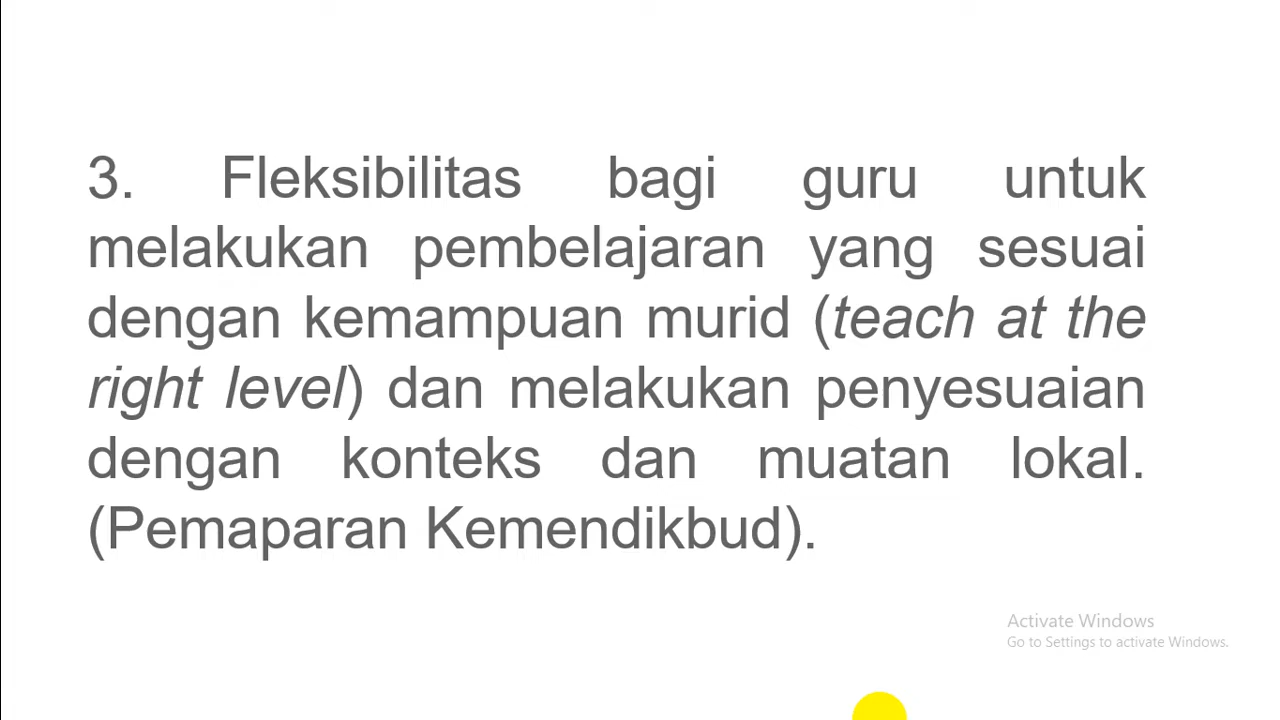 3. Fleksibilitas bagi guru untuk
melakukan pembelajaran yang sesuai
dengan kemampuan murid (teach at the
right level) dan melakukan penyesuaian
dengan konteks dan muatan lokal.
(Pemaparan Kemendikbud).
Activate Windows
Go to Settings to activate Windows.